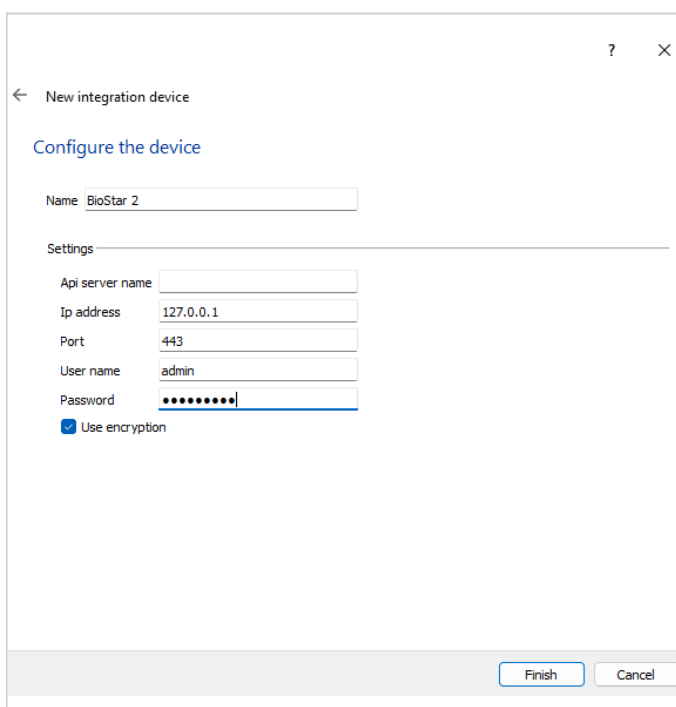 ?
New integration device
Configure the device
Name BioStar 2
Settings
Api server name
Ip address 127.0.0.1
Port 443
User name admin
Password •••••••••
Use encryption
Finish Cancel